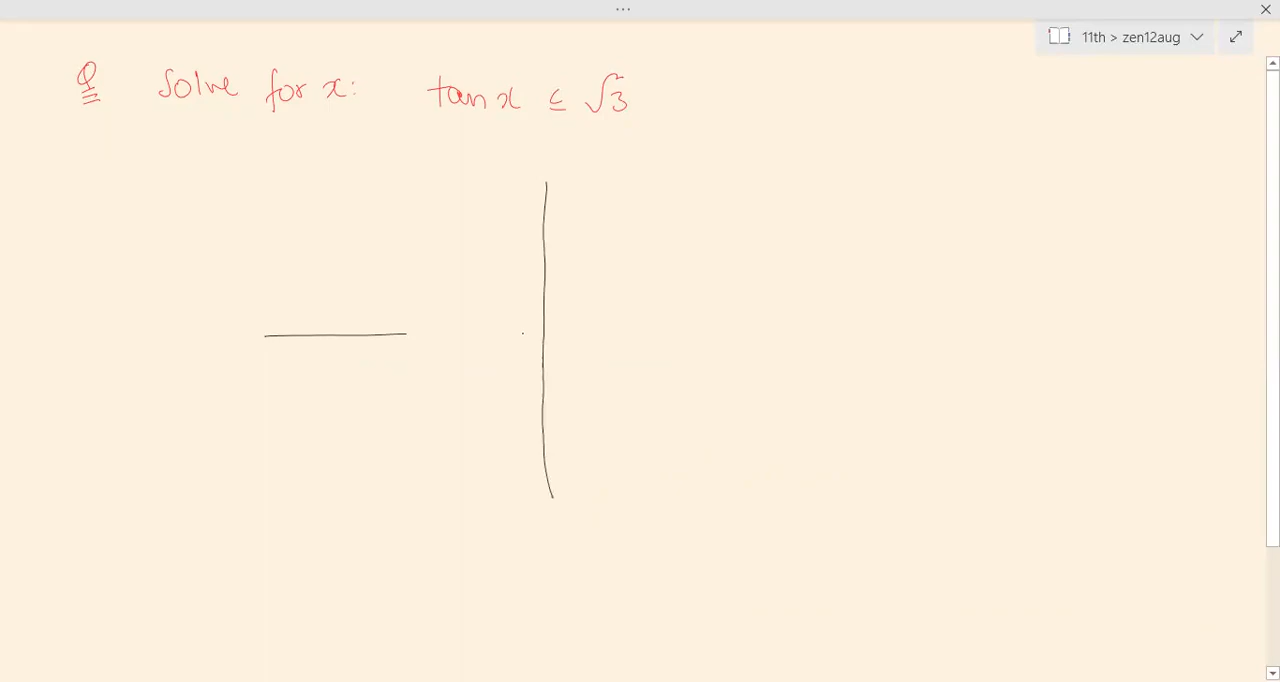 11th > zen12aug
Q Solve for x: tan x ≤ √3